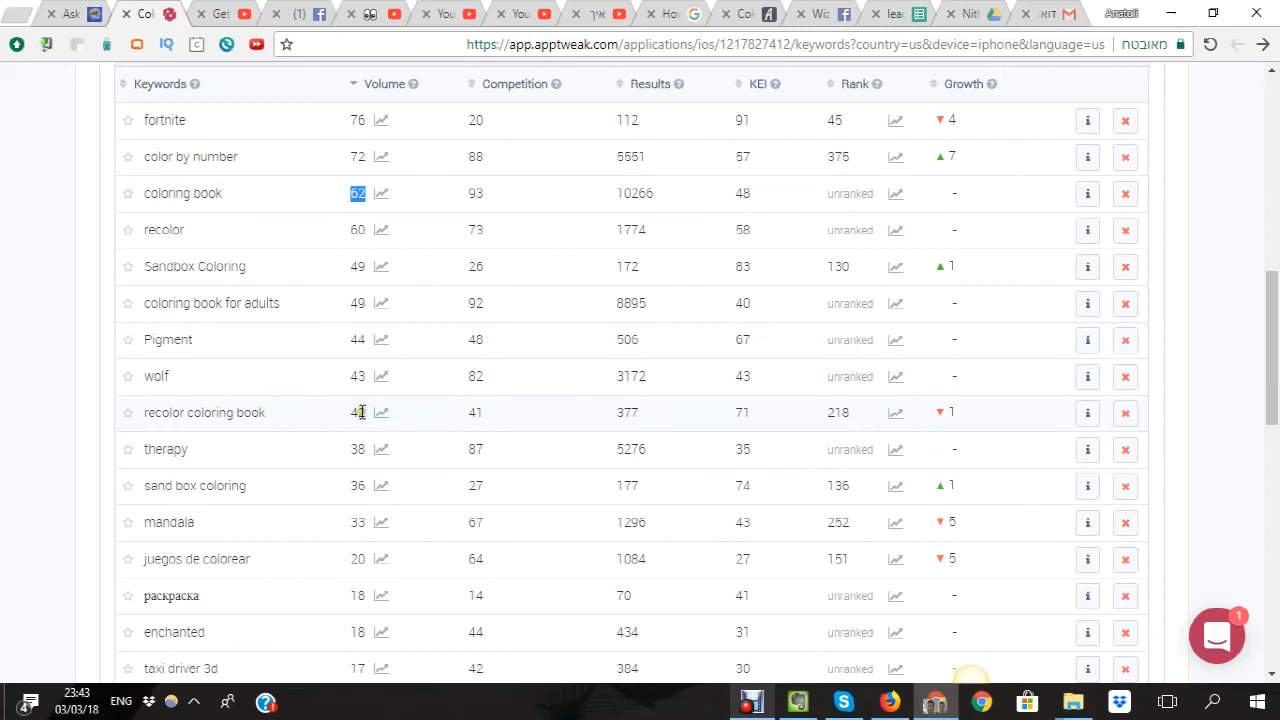 Ask
Col
Get
(1)
You
You
איך
Ho
Col
Wiz
leac
Nitl
דוא
Anatoli
https://app.apptweak.com/applications/ios/1217827412/keywords?country=us&device=iphone&language=us
מאובטח
Keywords Volume Competition Results KEI Rank Growth
fortnite 76 20 112 91 45 4
color by number 72 88 5551 57 375 7
coloring book 62 93 10266 48 unranked -
recolor 60 73 1774 58 unranked -
Sandbox Coloring 49 26 172 83 130 1
coloring book for adults 49 92 8895 40 unranked -
Pigment 44 48 506 67 unranked -
wolf 43 82 3172 43 unranked -
recolor coloring book 41 377 71 218 1
therapy 38 87 5276 35 unranked -
sand box coloring 36 27 177 74 136 1
mandala 33 67 1296 43 252 5
juegos de colorear 20 64 1084 27 151 5
раскраска 18 14 70 41 unranked -
enchanted 18 44 434 31 unranked -
taxi driver 3d 17 42 384 30 unranked -
1
23:43
03/03/18
ENG